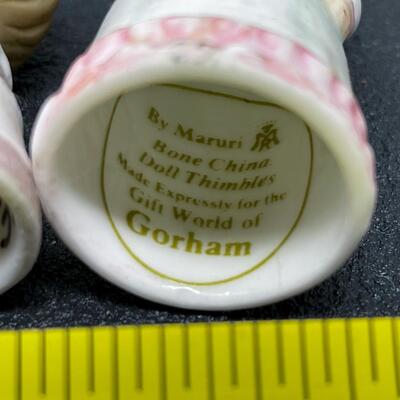 By Maruri
Bone China
Doll Thimbles
Made Expressly for the
Gift World of
Gorham